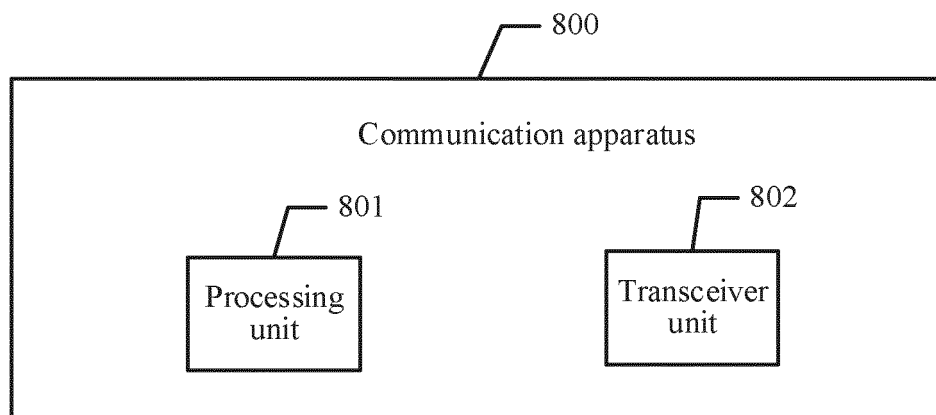 800
Communication apparatus
801
802
Processing
unit
Transceiver
unit